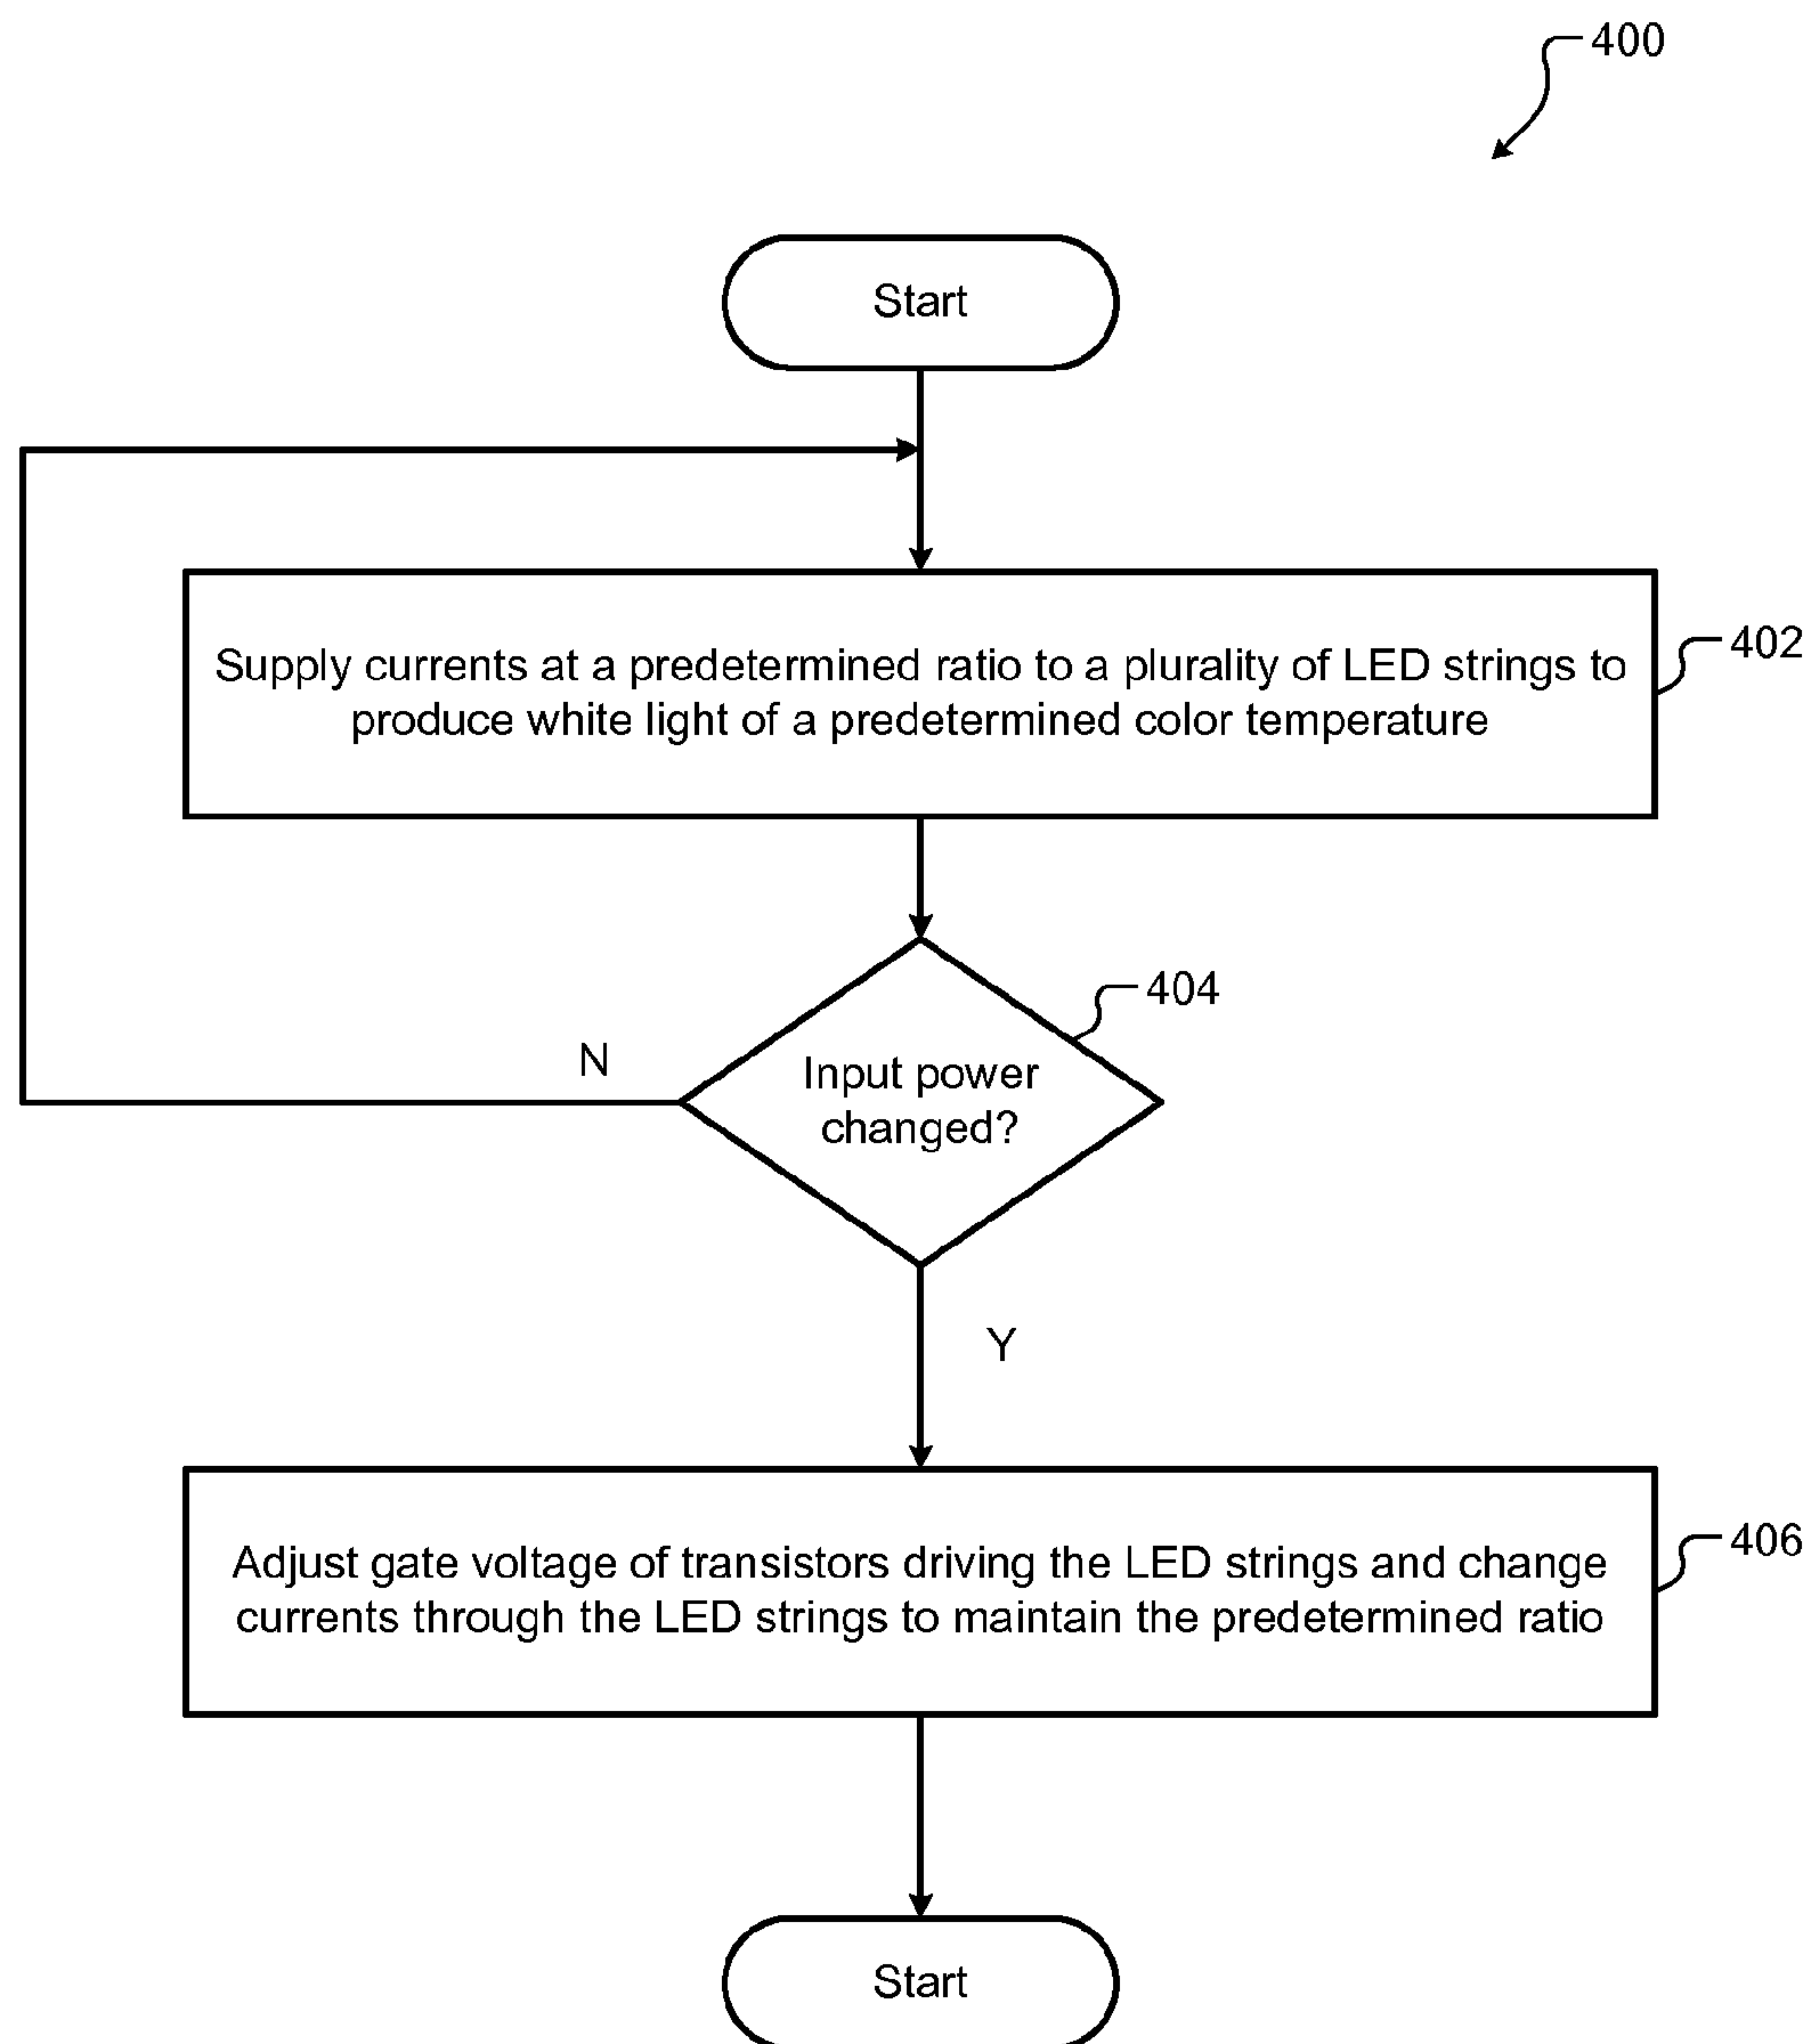 400
Start
Supply currents at a predetermined ratio to a plurality of LED strings to
produce white light of a predetermined color temperature
402
404
Input power
changed?
N
Y
Adjust gate voltage of transistors driving the LED strings and change
currents through the LED strings to maintain the predetermined ratio
406
Start